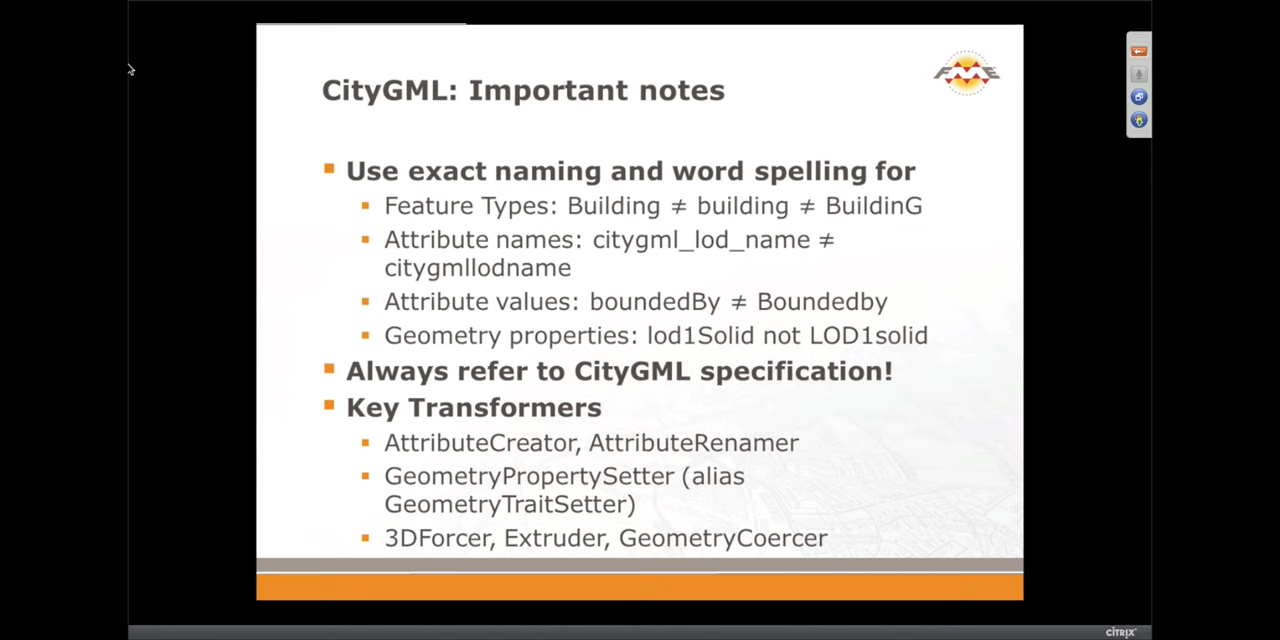 CityGML: Important notes
FME
Use exact naming and word spelling for
Feature Types: Building ≠ building ≠ BuildinG
Attribute names: citygml_lod_name ≠
citygmllodname
Attribute values: boundedBy ≠ Boundedby
Geometry properties: lod1Solid not LOD1solid
Always refer to CityGML specification!
Key Transformers
AttributeCreator, AttributeRenamer
GeometryPropertySetter (alias
GeometryTraitSetter)
3DForcer, Extruder, GeometryCoercer
CITRIX